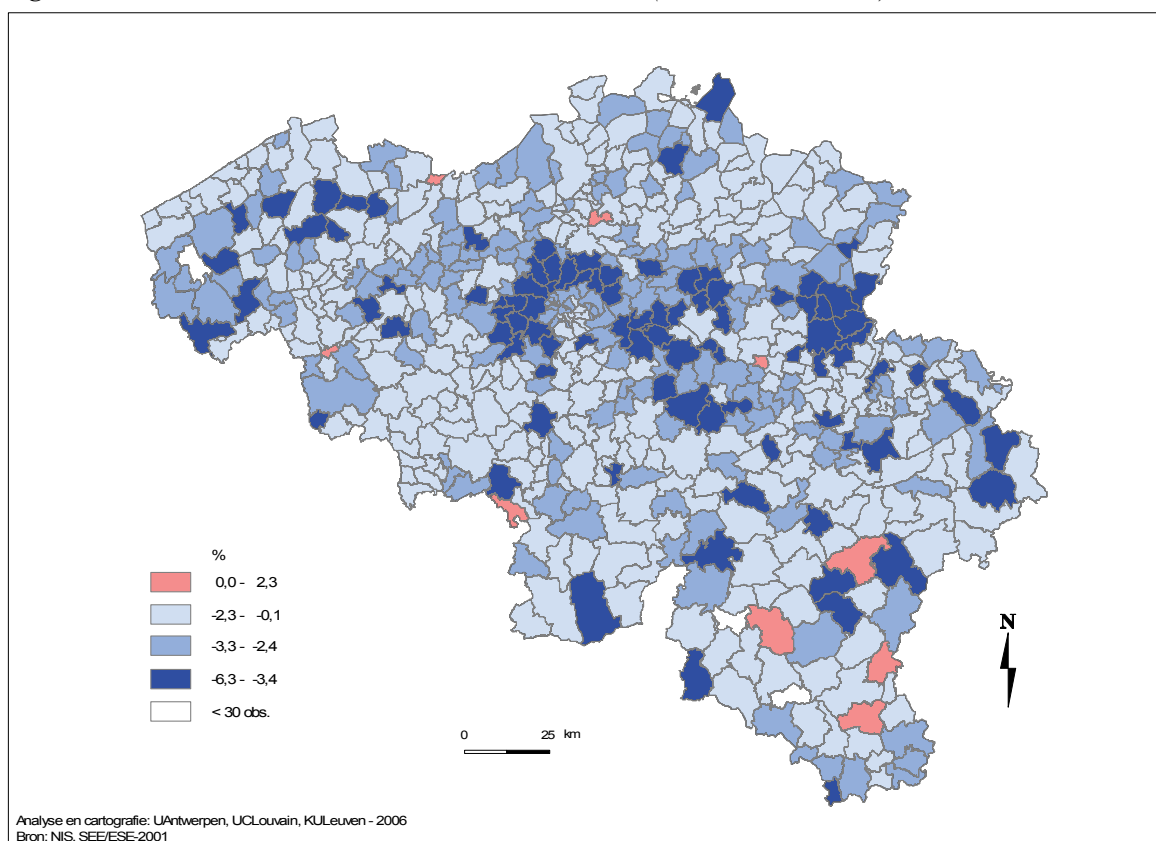 %
0,0 - 2,3
-2,3 - -0,1
-3,3 - -2,4
-6,3 - -3,4
< 30 obs.
N
0 25 km
Analyse en cartografie: UAntwerpen, UCLouvain, KULeuven - 2006
Bron: NIS, SEE/ESE-2001